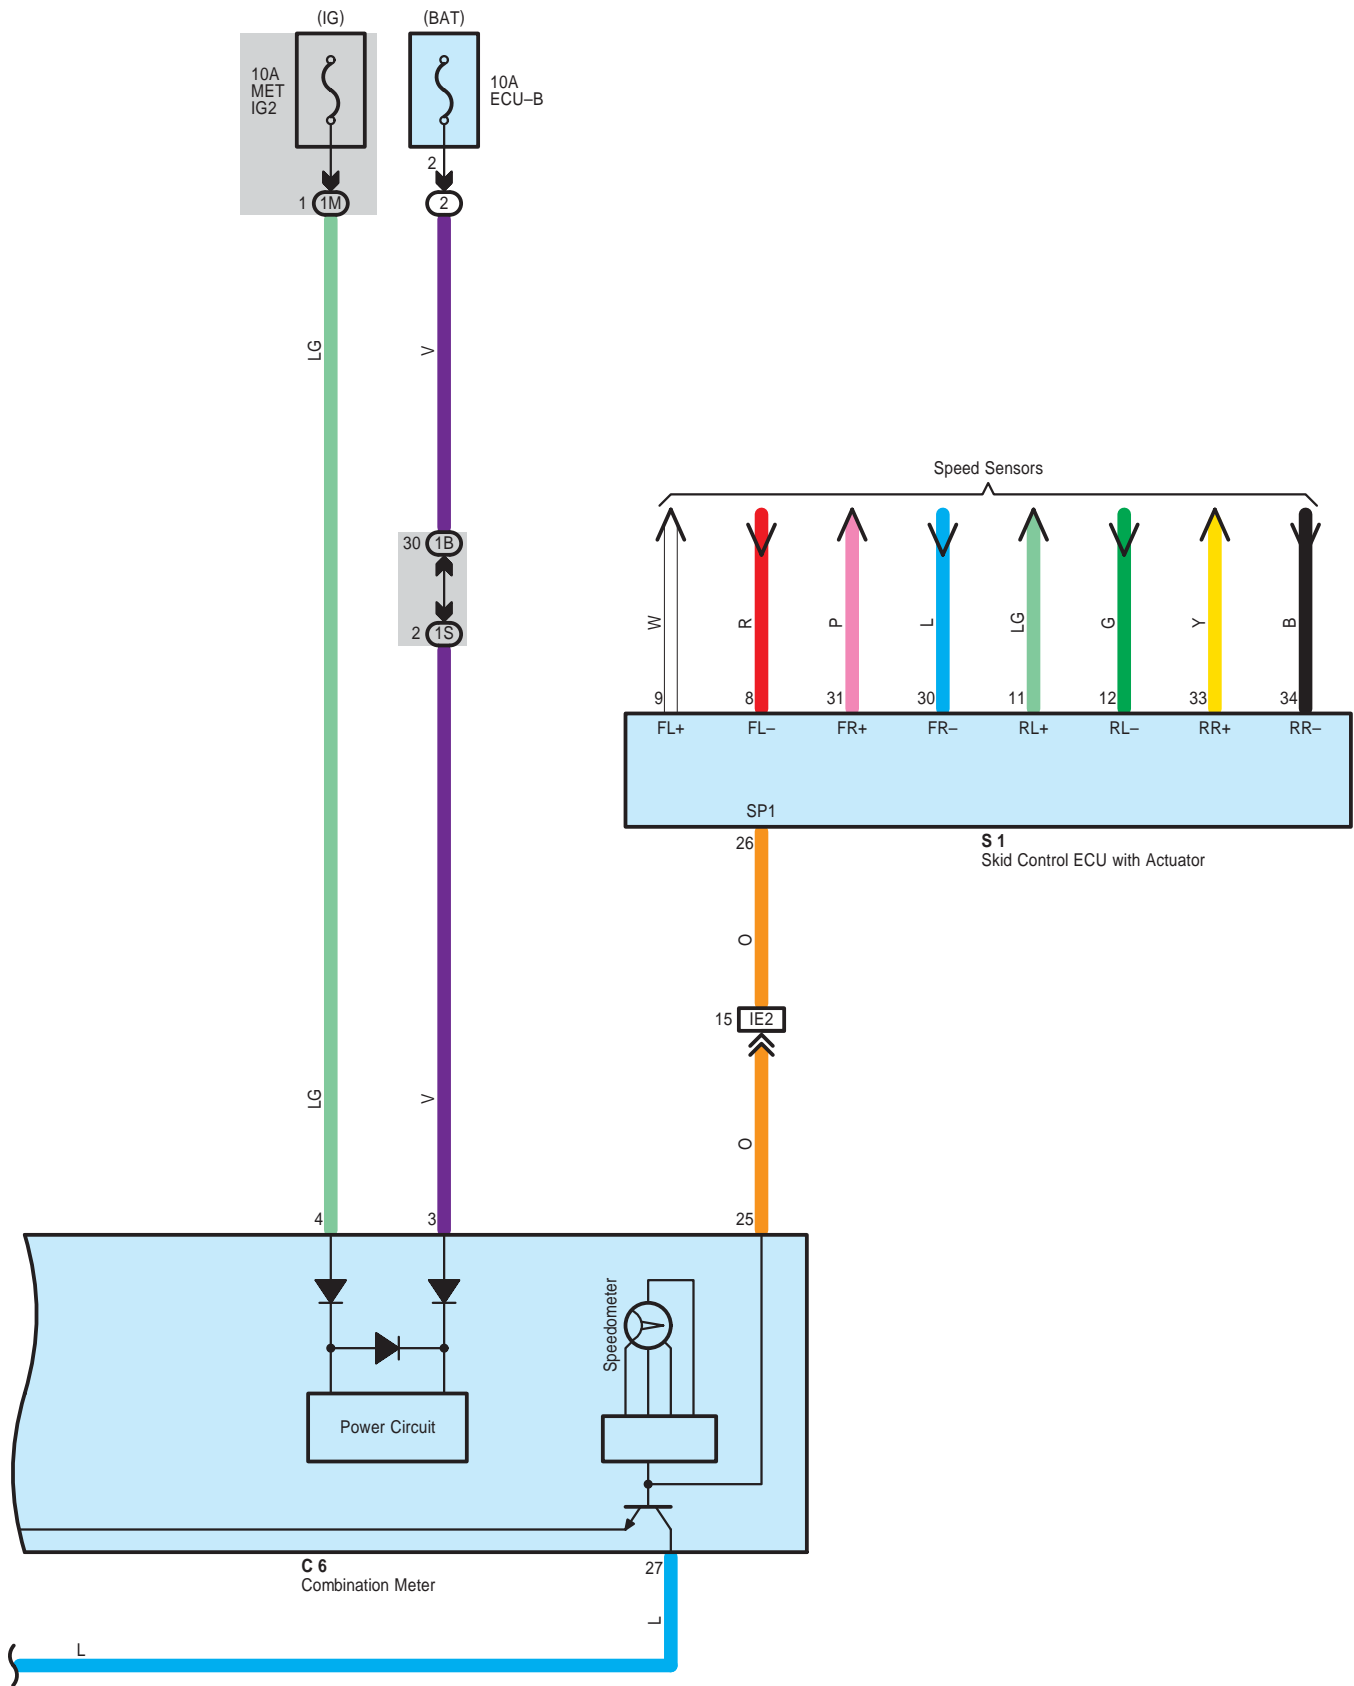 (IG)
(BAT)
10A
MET
IG2
10A
ECU–B
2
1
1M
2
LG
V
Speed Sensors
30
1B
2
1S
W
R
P
L
LG
G
Y
B
9
8
31
30
11
12
33
34
FL+
FL–
FR+
FR–
RL+
RL–
RR+
RR–
SP1
26
S 1
Skid Control ECU with Actuator
O
15
IE2
LG
V
O
4
3
25
Speedometer
Power Circuit
C 6
Combination Meter
27
L
L